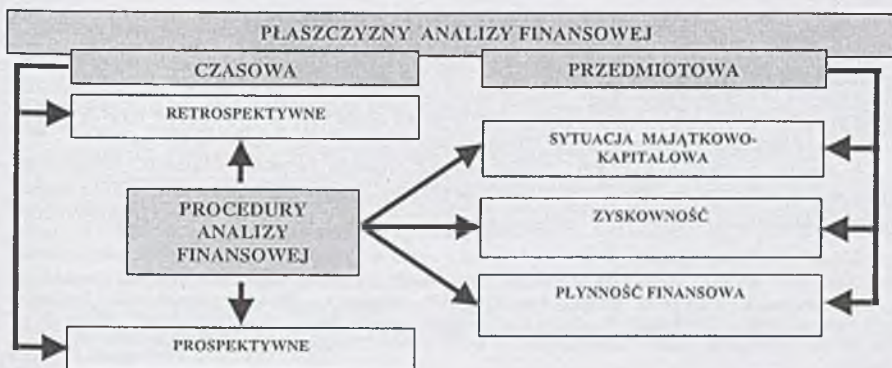 PŁASZCZYZNY ANALIZY FINANSOWEJ
CZASOWA
PRZEDMIOTOWA
RETROSPEKTYWNE
SYTUACJA MAJĄTKOWO-
KAPITAŁOWA
PROCEDURY
ANALIZY
FINANSOWEJ
ZYSKOWNOŚĆ
PŁYNNOŚĆ FINANSOWA
PROSPEKTYWNE